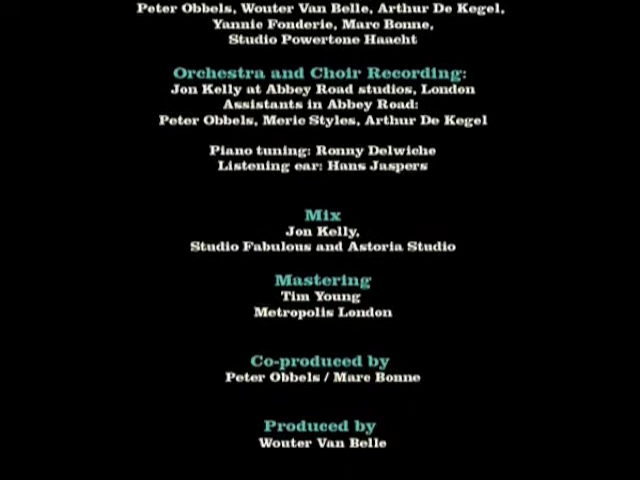 Peter Obbels, Wouter Van Belle, Arthur De Kegel,
Yannic Fonderie, Marc Bonne,
Studio Powertone Haacht
Orchestra and Choir Recording:
Jon Kelly at Abbey Road studios, London
Assistants in Abbey Road:
Peter Obbels, Meric Styles, Arthur De Kegel
Piano tuning: Ronny Delwiche
Listening ear: Hans Jaspers
Mix
Jon Kelly,
Studio Fabulous and Astoria Studio
Mastering
Tim Young
Metropolis London
Co-produced by
Peter Obbels / Marc Bonne
Produced by
Wouter Van Belle